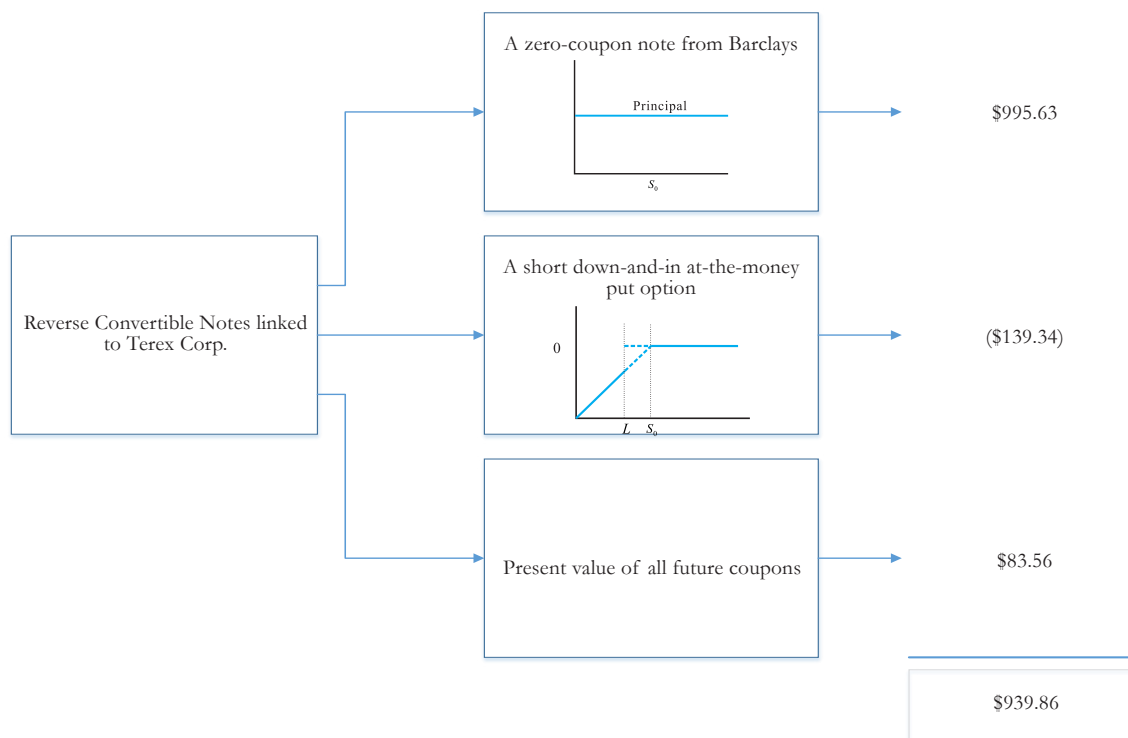 A zero-coupon note from Barclays
Principal
S₀
$995.63
Reverse Convertible Notes linked
to Terex Corp.
A short down-and-in at-the-money
put option
0
L S₀
($139.34)
Present value of all future coupons
$83.56
$939.86